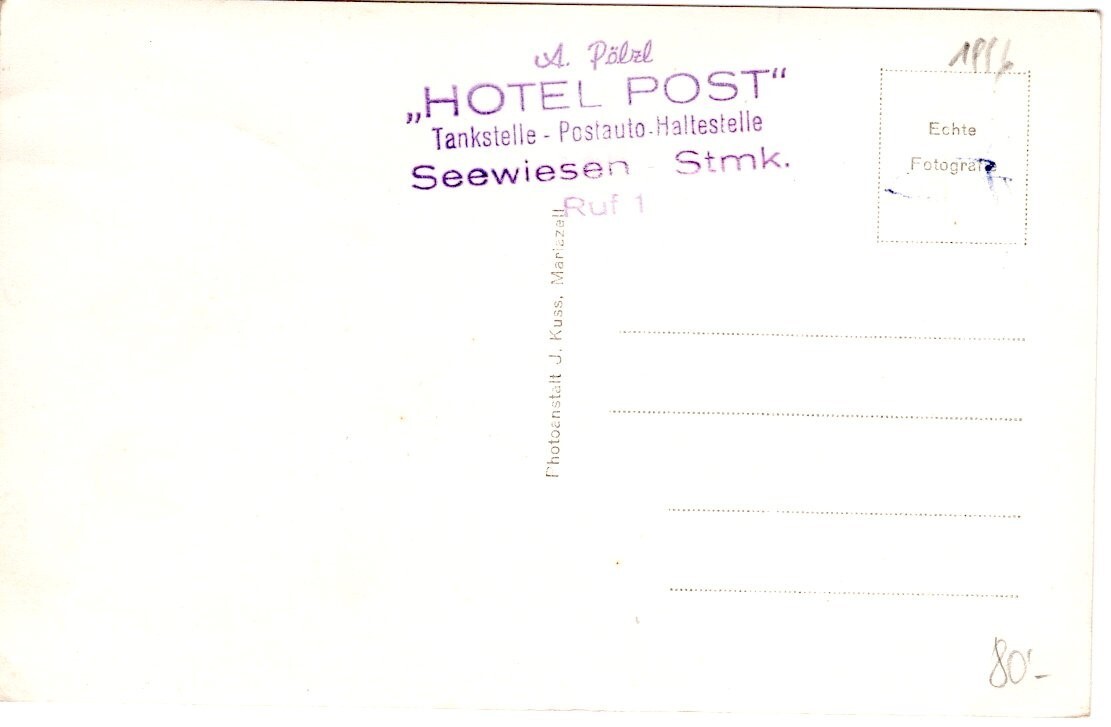 A. Pölzl
„HOTEL POST“
Tankstelle - Postauto-Haltestelle
Seewiesen - Stmk.
Ruf 1
Echte
Fotografie
Photoanstalt J. Kuss, Mariazell
80'-